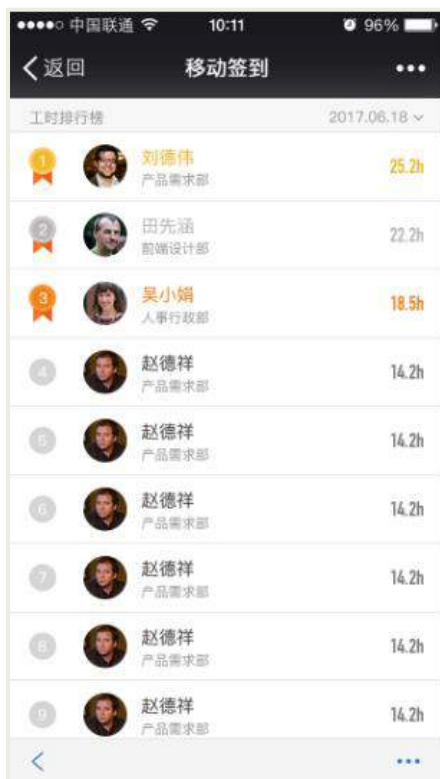 中国联通 10:11 96%
返回 移动签到
工时排行榜 2017.06.18
1 刘德伟 25.2h
产品需求部
2 田先涵 22.2h
前端设计部
3 吴小娟 18.5h
人事行政部
4 赵德祥 14.2h
产品需求部
5 赵德祥 14.2h
产品需求部
6 赵德祥 14.2h
产品需求部
7 赵德祥 14.2h
产品需求部
8 赵德祥 14.2h
产品需求部
9 赵德祥 14.2h
产品需求部